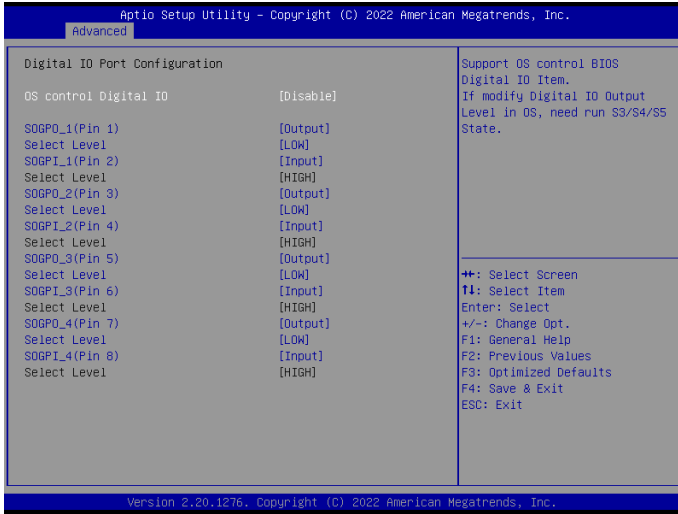 Aptio Setup Utility – Copyright (C) 2022 American Megatrends, Inc.
Advanced
Digital IO Port Configuration
OS control Digital IO [Disable]
SOGPO_1(Pin 1) [Output]
Select Level [LOW]
SOGPI_1(Pin 2) [Input]
Select Level [HIGH]
SOGPO_2(Pin 3) [Output]
Select Level [LOW]
SOGPI_2(Pin 4) [Input]
Select Level [HIGH]
SOGPO_3(Pin 5) [Output]
Select Level [LOW]
SOGPI_3(Pin 6) [Input]
Select Level [HIGH]
SOGPO_4(Pin 7) [Output]
Select Level [LOW]
SOGPI_4(Pin 8) [Input]
Select Level [HIGH]
Support OS control BIOS
Digital IO Item.
If modify Digital IO Output
Level in OS, need run S3/S4/S5
State.
→←: Select Screen
↑↓: Select Item
Enter: Select
+/-: Change Opt.
F1: General Help
F2: Previous Values
F3: Optimized Defaults
F4: Save & Exit
ESC: Exit
Version 2.20.1276. Copyright (C) 2022 American Megatrends, Inc.